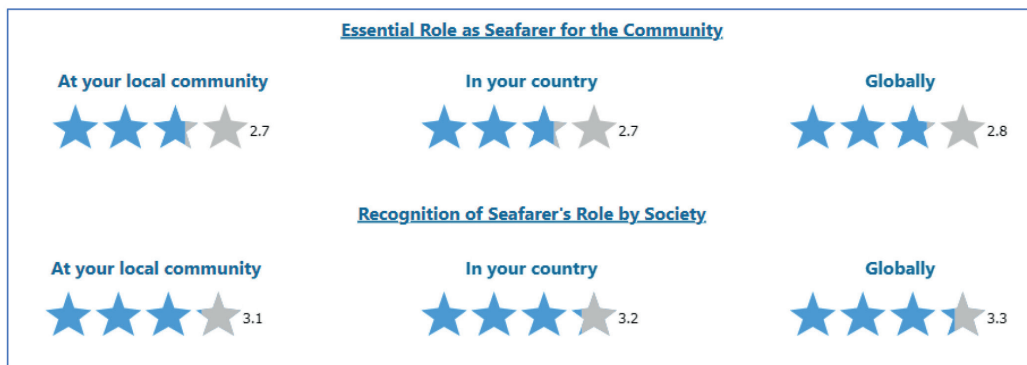 Essential Role as Seafarer for the Community
At your local community In your country Globally
2.7 2.7 2.8
Recognition of Seafarer's Role by Society
At your local community In your country Globally
3.1 3.2 3.3